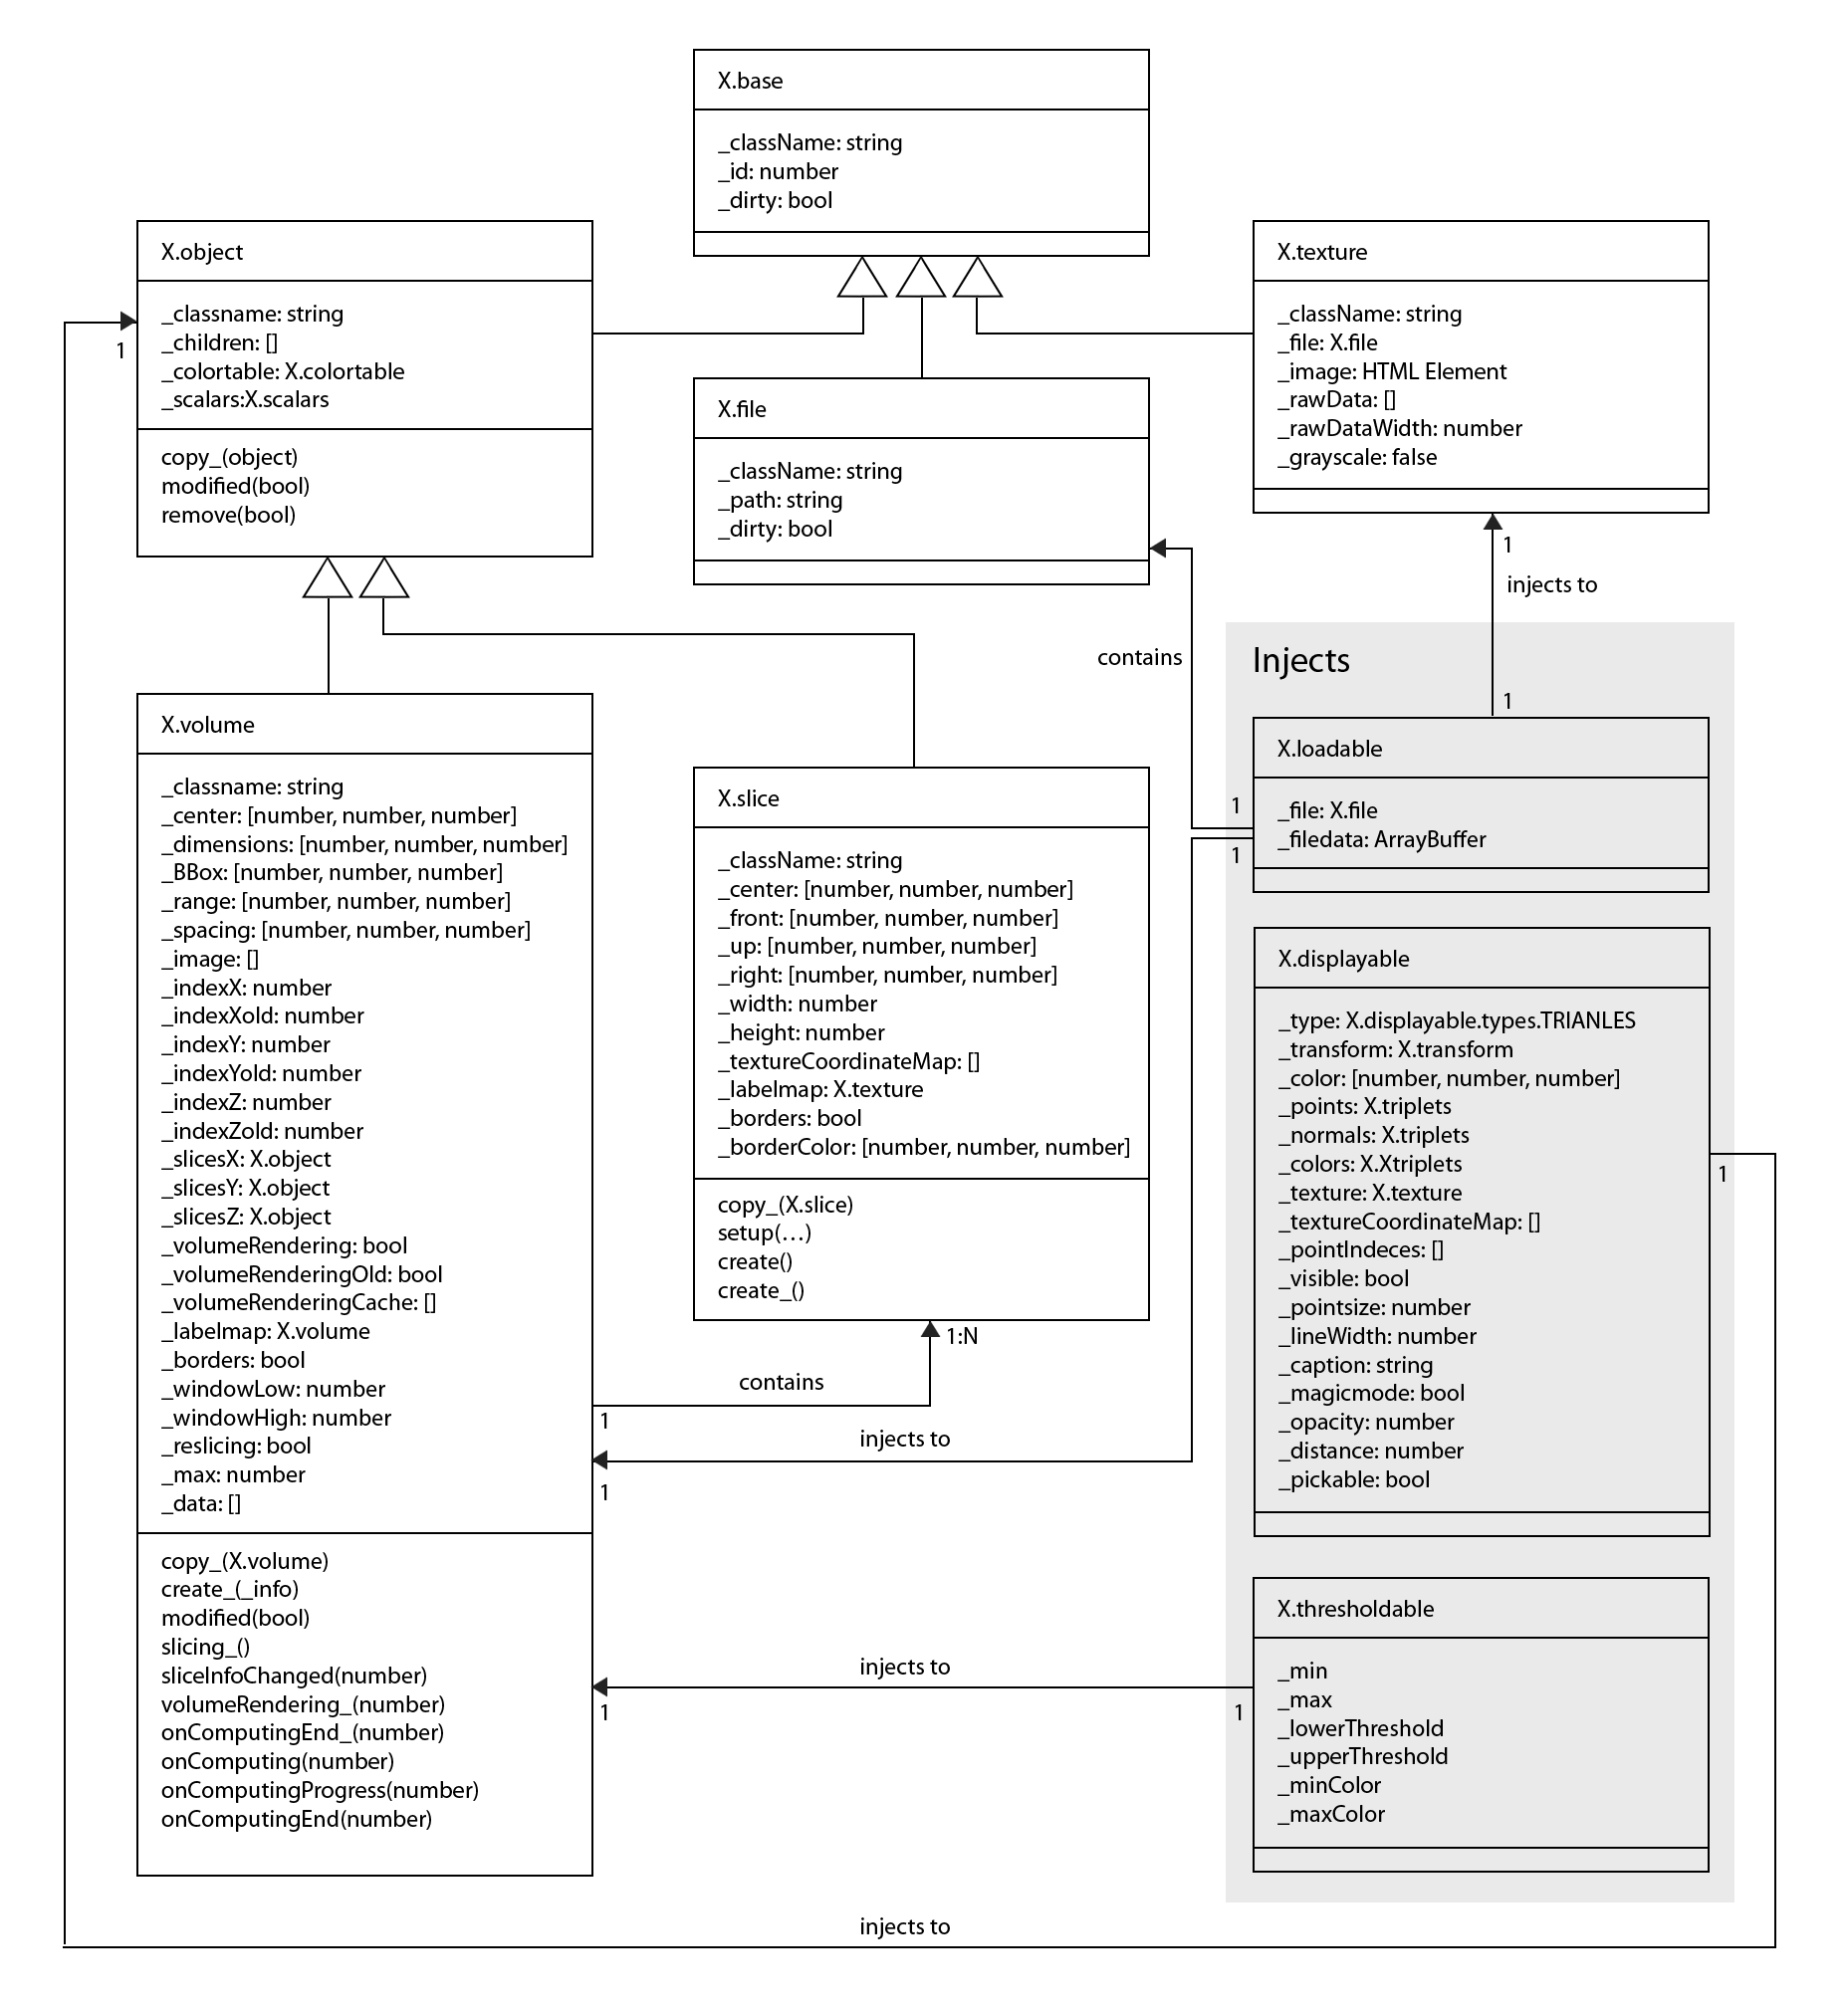 X.base
_className: string
_id: number
_dirty: bool
X.object
_classname: string
_children: []
_colortable: X.colortable
_scalars:X.scalars
copy_(object)
modified(bool)
remove(bool)
1
X.file
_className: string
_path: string
_dirty: bool
X.texture
_className: string
_file: X.file
_image: HTML Element
_rawData: []
_rawDataWidth: number
_grayscale: false
1
injects to
1
contains
Injects
X.volume
_classname: string
_center: [number, number, number]
_dimensions: [number, number, number]
_BBox: [number, number, number]
_range: [number, number, number]
_spacing: [number, number, number]
_image: []
_indexX: number
_indexXold: number
_indexY: number
_indexYold: number
_indexZ: number
_indexZold: number
_slicesX: X.object
_slicesY: X.object
_slicesZ: X.object
_volumeRendering: bool
_volumeRenderingOld: bool
_volumeRenderingCache: []
_labelmap: X.volume
_borders: bool
_windowLow: number
_windowHigh: number
_reslicing: bool
_max: number
_data: []
copy_(X.volume)
create_(_info)
modified(bool)
slicing_()
sliceInfoChanged(number)
volumeRendering_(number)
onComputingEnd_(number)
onComputing(number)
onComputingProgress(number)
onComputingEnd(number)
X.slice
_className: string
_center: [number, number, number]
_front: [number, number, number]
_up: [number, number, number]
_right: [number, number, number]
_width: number
_height: number
_textureCoordinateMap: []
_labelmap: X.texture
_borders: bool
_borderColor: [number, number, number]
copy_(X.slice)
setup(…)
create()
create_()
1:N
contains
1
injects to
1
X.loadable
_file: X.file
_filedata: ArrayBuffer
1
1
X.displayable
_type: X.displayable.types.TRIANLES
_transform: X.transform
_color: [number, number, number]
_points: X.triplets
_normals: X.triplets
_colors: X.Xtriplets
_texture: X.texture
_textureCoordinateMap: []
_pointIndeces: []
_visible: bool
_pointsize: number
_lineWidth: number
_caption: string
_magicmode: bool
_opacity: number
_distance: number
_pickable: bool
1
X.thresholdable
_min
_max
_lowerThreshold
_upperThreshold
_minColor
_maxColor
injects to
1
1
injects to